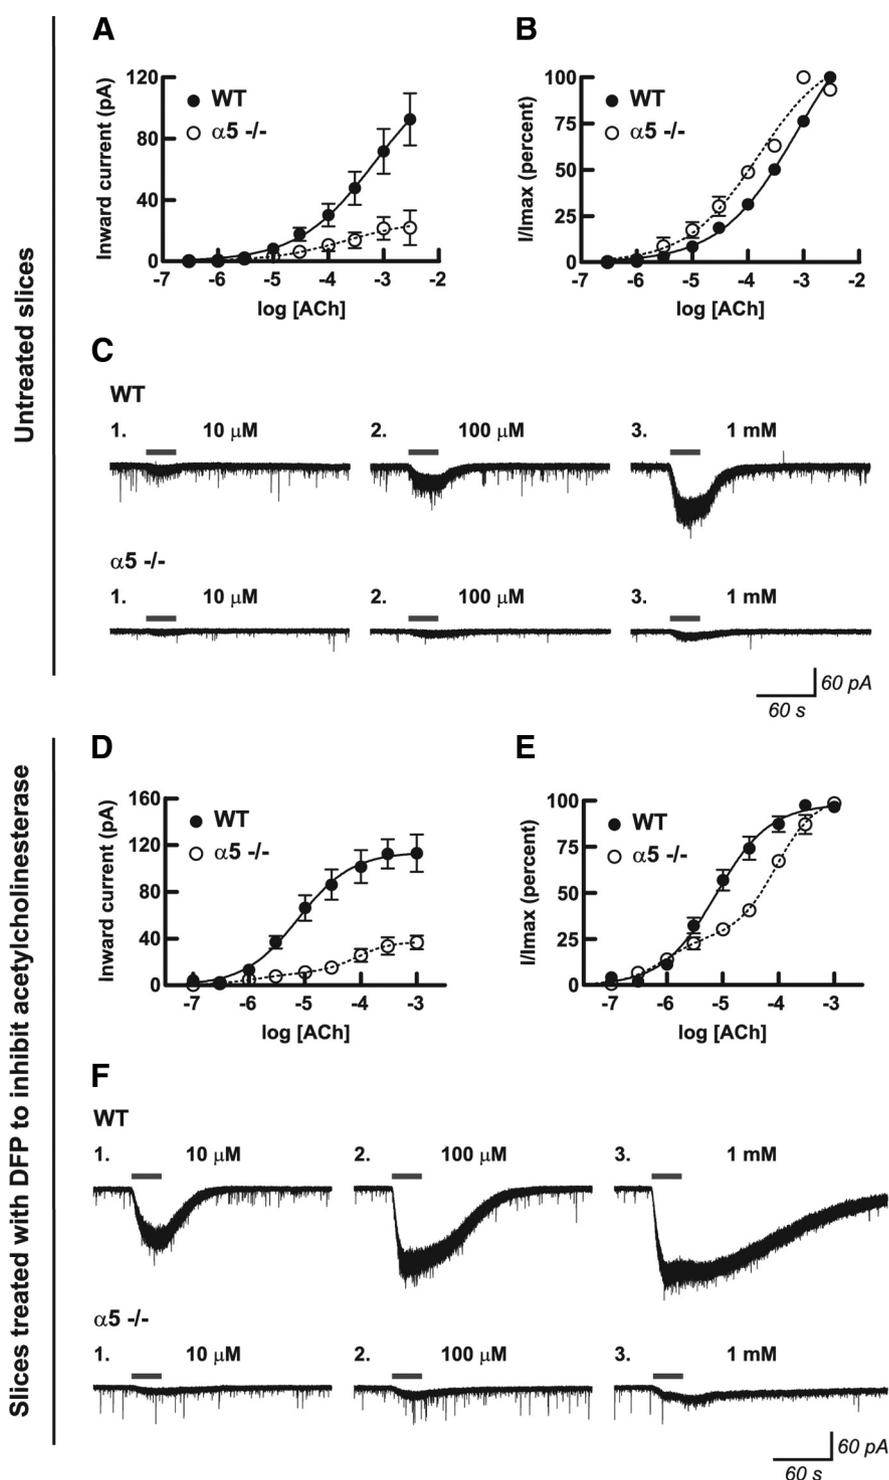 Untreated slices
A
Inward current (pA)
120
80
40
0
WT
α5 -/-
-7 -6 -5 -4 -3 -2
log [ACh]
B
I/Imax (percent)
100
75
50
25
0
WT
α5 -/-
-7 -6 -5 -4 -3 -2
log [ACh]
C
WT
1. 10 μM 2. 100 μM 3. 1 mM
α5 -/-
1. 10 μM 2. 100 μM 3. 1 mM
60 pA
60 s
Slices treated with DFP to inhibit acetylcholinesterase
D
Inward current (pA)
160
120
80
40
0
WT
α5 -/-
-7 -6 -5 -4 -3
log [ACh]
E
I/Imax (percent)
100
75
50
25
0
WT
α5 -/-
-7 -6 -5 -4 -3
log [ACh]
F
WT
1. 10 μM 2. 100 μM 3. 1 mM
α5 -/-
1. 10 μM 2. 100 μM 3. 1 mM
60 pA
60 s